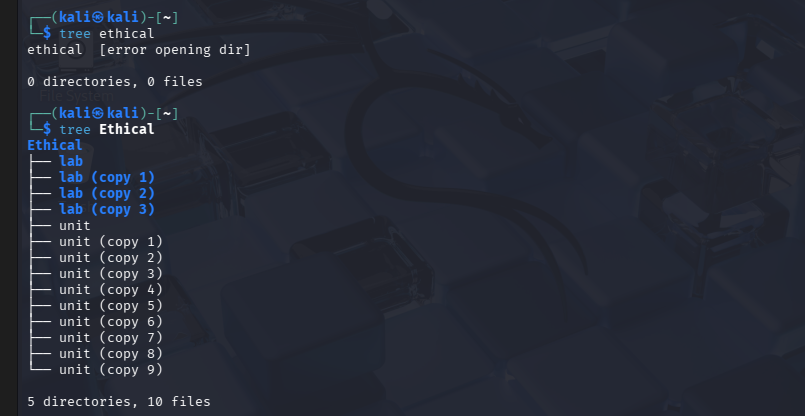 ┌──(kali㉿kali)-[~]
└─$ tree ethical
ethical  [error opening dir]
0 directories, 0 files
File System
┌──(kali㉿kali)-[~]
└─$ tree Ethical
Ethical
├── lab
├── lab (copy 1)
├── lab (copy 2)
├── lab (copy 3)
├── unit
├── unit (copy 1)
├── unit (copy 2)
├── unit (copy 3)
├── unit (copy 4)
├── unit (copy 5)
├── unit (copy 6)
├── unit (copy 7)
├── unit (copy 8)
└── unit (copy 9)
5 directories, 10 files